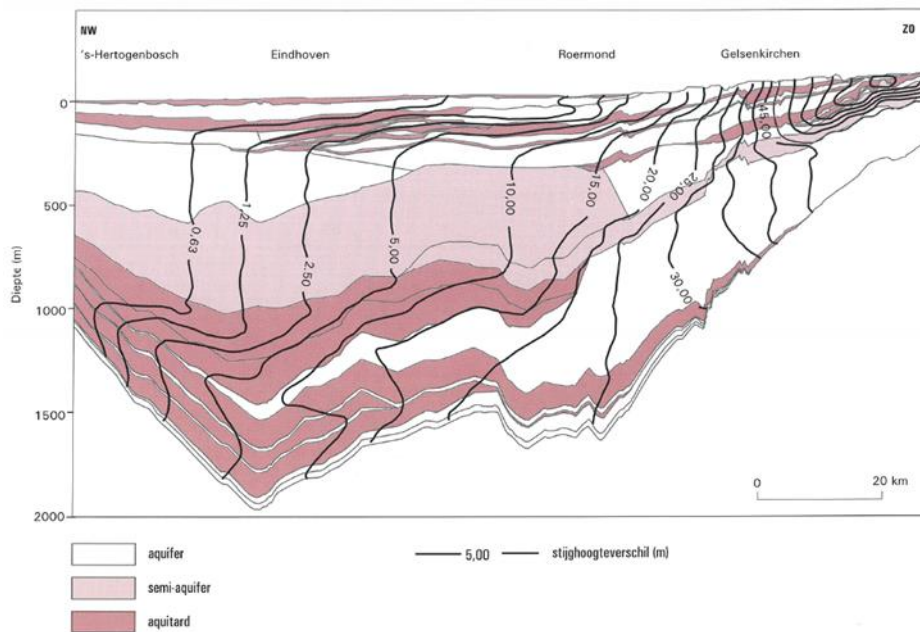 NW
ZO
's-Hertogenbosch
Eindhoven
Roermond
Gelsenkirchen
0
500
1000
1500
2000
Diepte (m)
0,63
1,25
2,50
5,00
10,00
15,00
20,00
25,00
30,00
45,00
0
20 km
aquifer
semi-aquifer
aquitard
5,00
stijghoogteverschil (m)